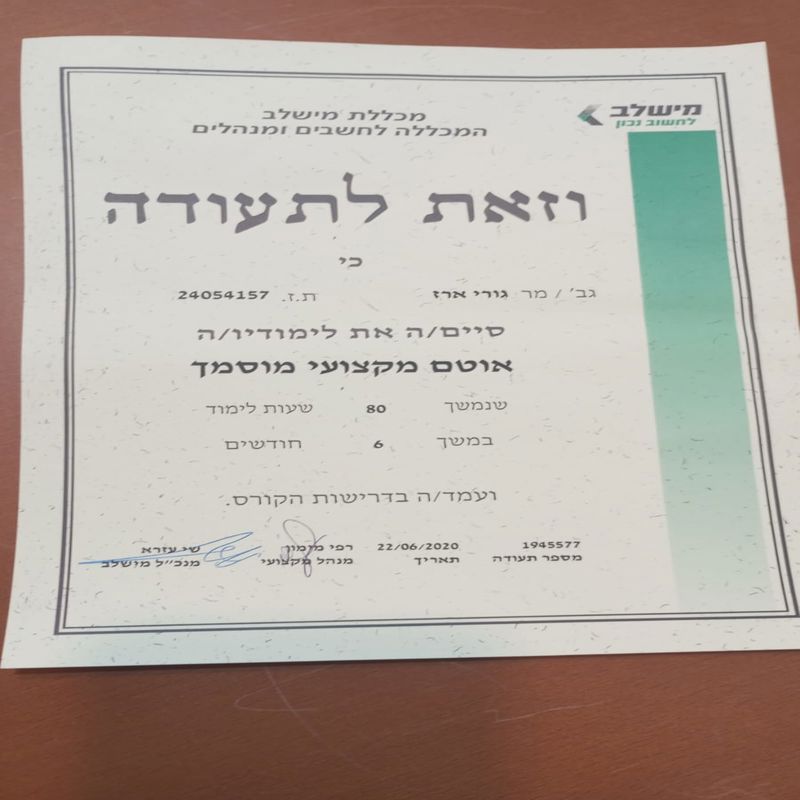 מישלב
לחשוב נכון
מכללת מישלב
המכללה לחשבים ומנהלים
וזאת לתעודה
כי
גב' / מר גורי ארז ת.ז. 24054157
סיים/ה את לימודיו/ה
אוטם מקצועי מוסמך
שנמשך 80 שעות לימוד
במשך 6 חודשים
ועמד/ה בדרישות הקורס.
1945577 22/06/2020 רפי מימון שי עזרא
מספר תעודה תאריך מנהל מקצועי מנכ"ל מישלב